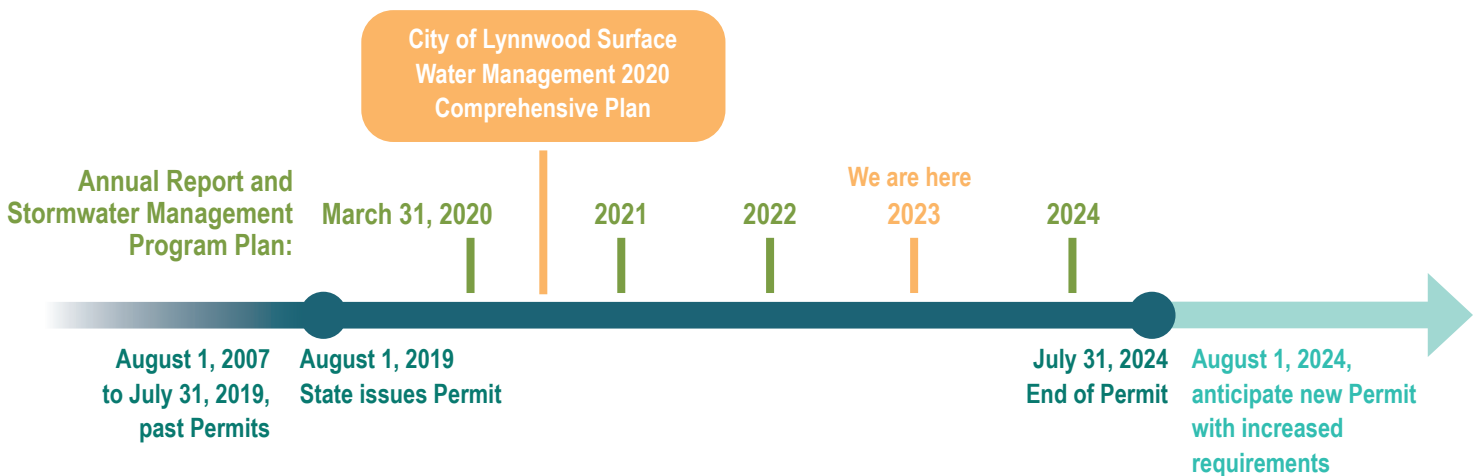 City of Lynnwood Surface
Water Management 2020
Comprehensive Plan
Annual Report and
Stormwater Management
Program Plan:
March 31, 2020
2021
2022
We are here
2023
2024
August 1, 2007
to July 31, 2019,
past Permits
August 1, 2019
State issues Permit
July 31, 2024
End of Permit
August 1, 2024,
anticipate new Permit
with increased
requirements